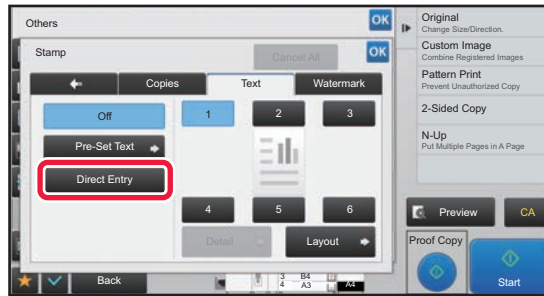 Others
OK
Stamp
Cancel All
OK
Copies
Text
Watermark
Off
Pre-Set Text
Direct Entry
1
2
3
4
5
6
Detail
Layout
Back
3 B4
4 A3
A4
Original
Change Size/Direction.
Custom Image
Combine Registered Images
Pattern Print
Prevent Unauthorized Copy
2-Sided Copy
N-Up
Put Multiple Pages in A Page
Preview
CA
Proof Copy
Start